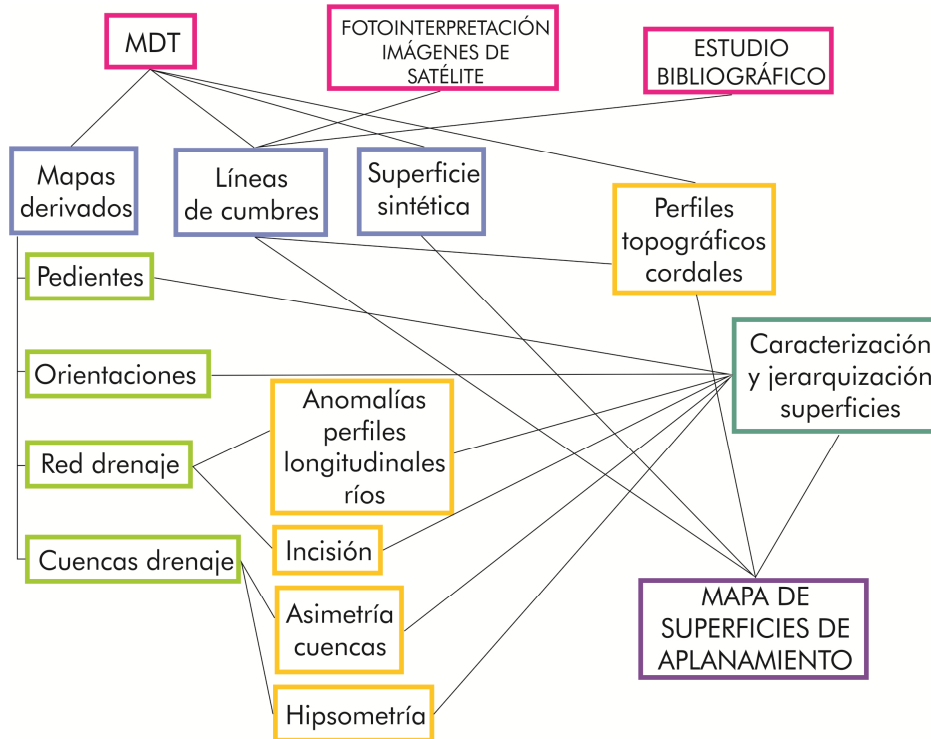 MDT
FOTOINTERPRETACIÓN
IMÁGENES DE
SATÉLITE
ESTUDIO
BIBLIOGRÁFICO
Mapas
derivados
Líneas
de cumbres
Superficie
sintética
Perfiles
topográficos
cordales
Pedientes
Orientaciones
Red drenaje
Cuencas drenaje
Anomalías
perfiles
longitudinales
ríos
Incisión
Asimetría
cuencas
Hipsometría
Caracterización
y jerarquización
superficies
MAPA DE
SUPERFICIES DE
APLANAMIENTO